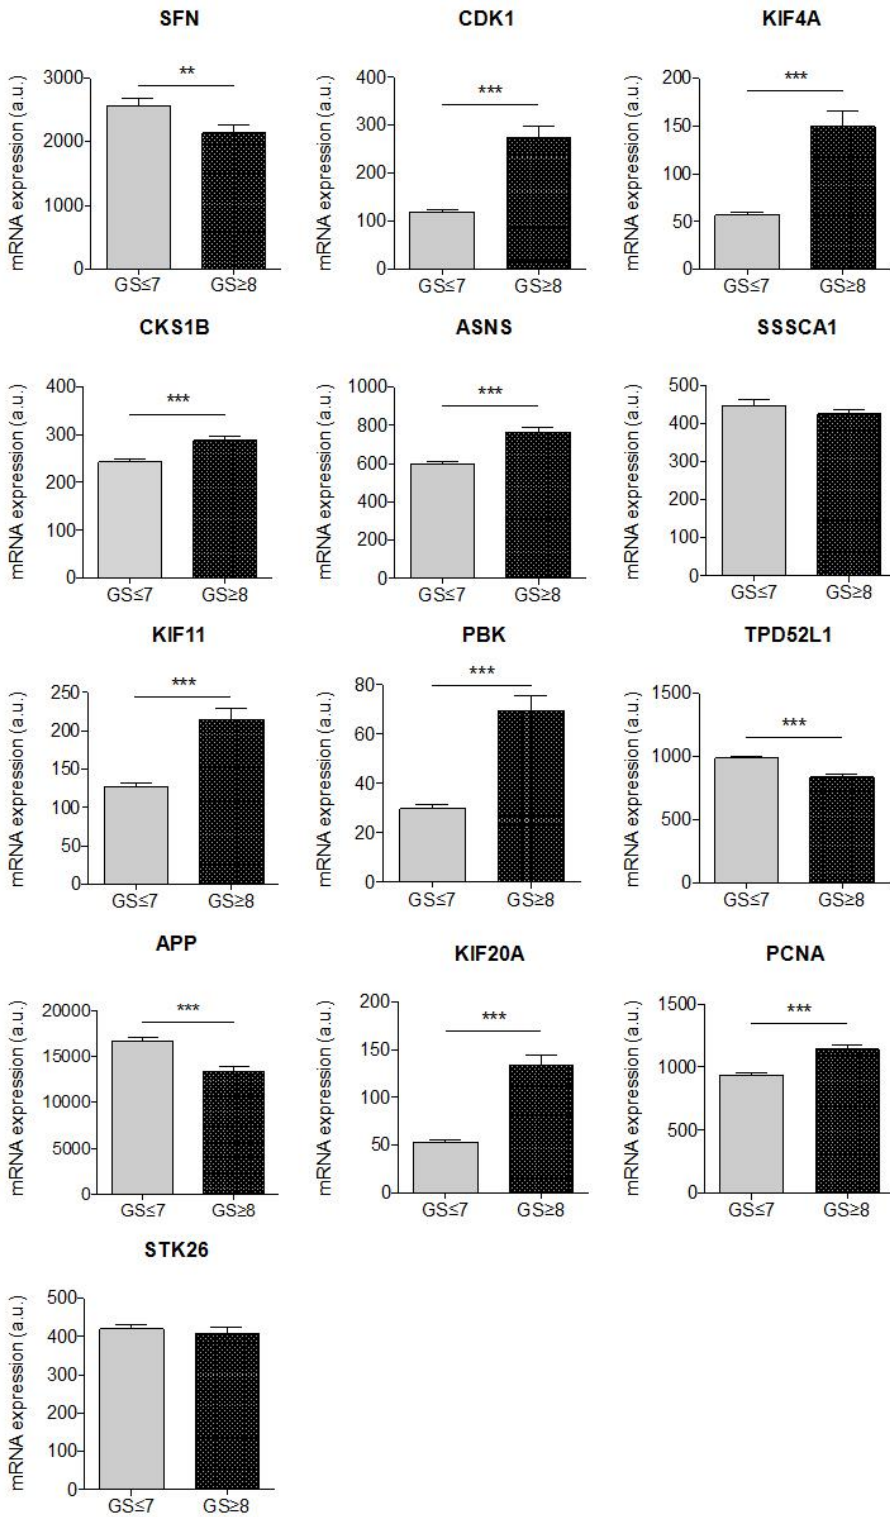 SFN
mRNA expression (a.u.)
3000
2000
1000
0
**
GS≤7
GS≥8
CDK1
mRNA expression (a.u.)
400
300
200
100
0
***
GS≤7
GS≥8
KIF4A
mRNA expression (a.u.)
200
150
100
50
0
***
GS≤7
GS≥8
CKS1B
mRNA expression (a.u.)
400
300
200
100
0
***
GS≤7
GS≥8
ASNS
mRNA expression (a.u.)
1000
800
600
400
200
0
***
GS≤7
GS≥8
SSSCA1
mRNA expression (a.u.)
500
400
300
200
100
0
GS≤7
GS≥8
KIF11
mRNA expression (a.u.)
250
200
150
100
50
0
***
GS≤7
GS≥8
PBK
mRNA expression (a.u.)
80
60
40
20
0
***
GS≤7
GS≥8
TPD52L1
mRNA expression (a.u.)
1500
1000
500
0
***
GS≤7
GS≥8
APP
mRNA expression (a.u.)
20000
15000
10000
5000
0
***
GS≤7
GS≥8
KIF20A
mRNA expression (a.u.)
200
150
100
50
0
***
GS≤7
GS≥8
PCNA
mRNA expression (a.u.)
1500
1000
500
0
***
GS≤7
GS≥8
STK26
mRNA expression (a.u.)
500
400
300
200
100
0
GS≤7
GS≥8